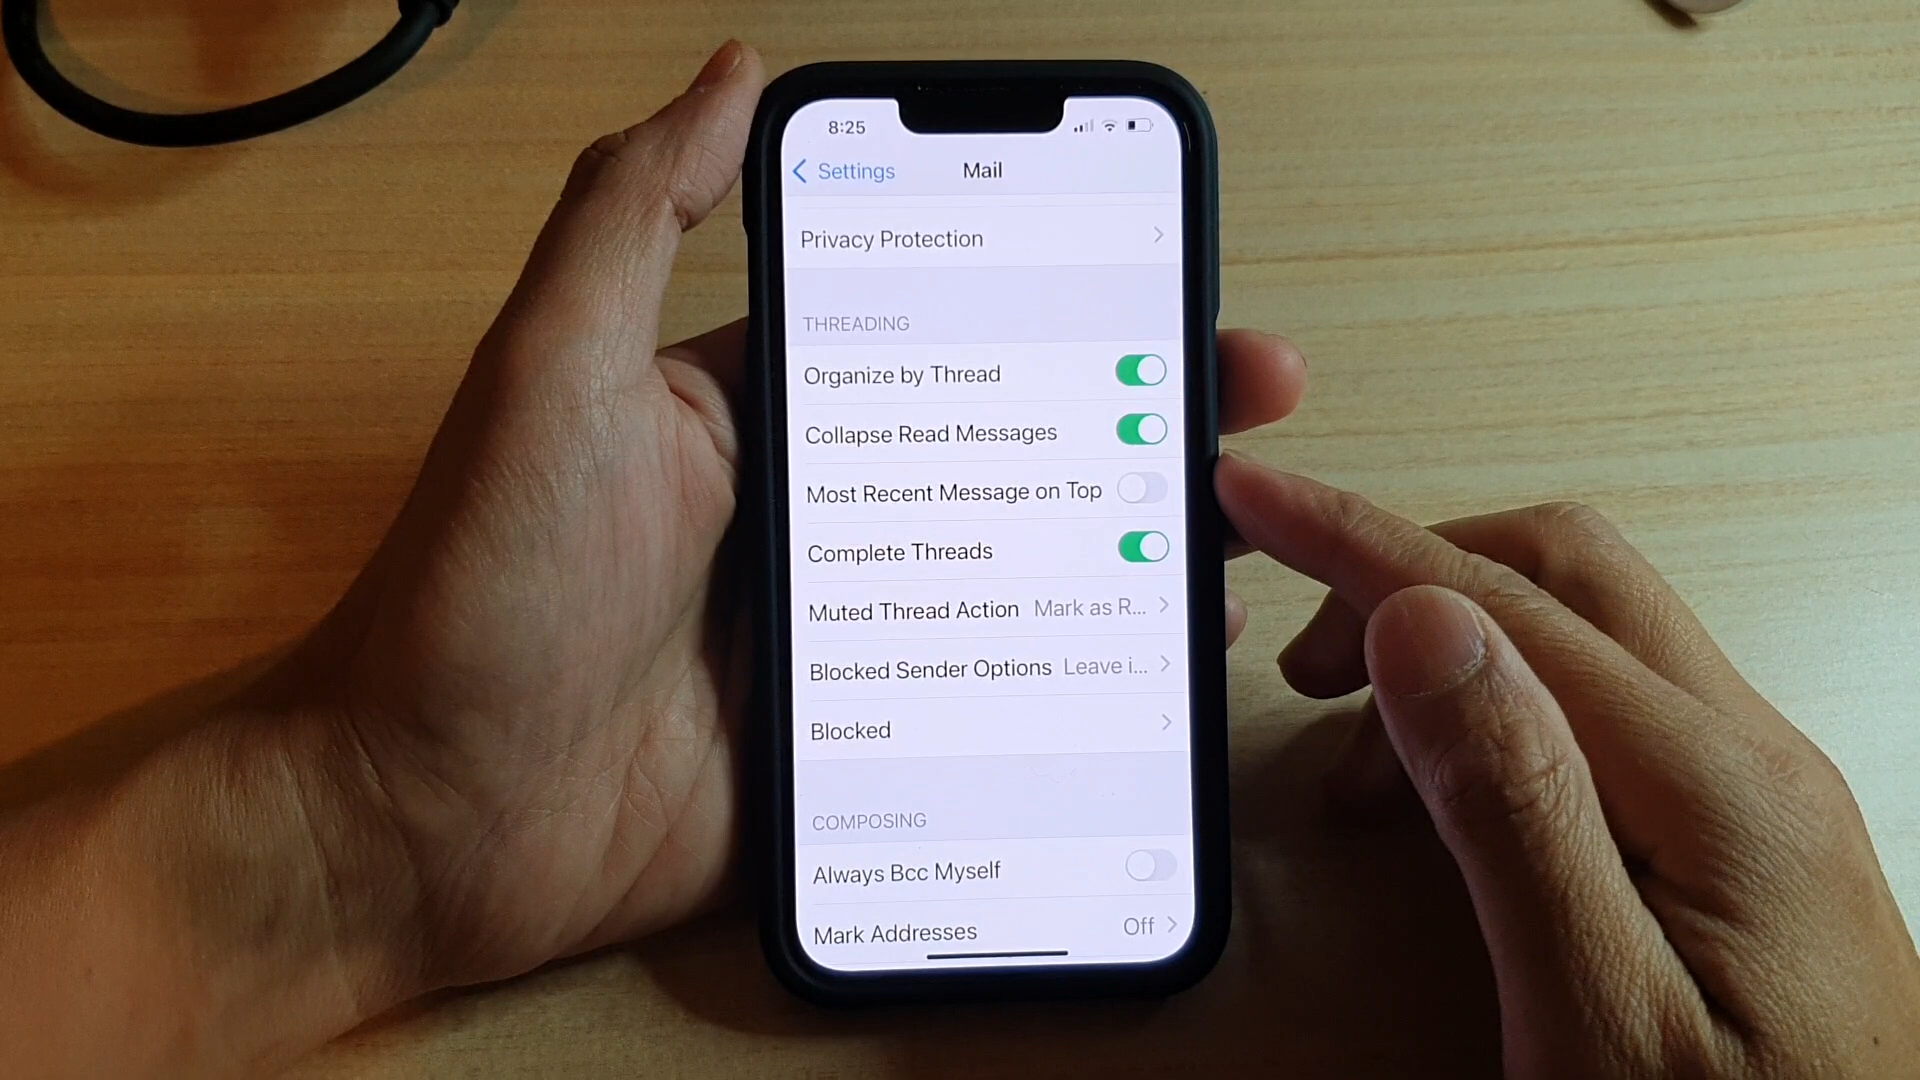 8:25
Settings Mail
Privacy Protection
THREADING
Organize by Thread
Collapse Read Messages
Most Recent Message on Top
Complete Threads
Muted Thread Action Mark as R...
Blocked Sender Options Leave i...
Blocked
COMPOSING
Always Bcc Myself
Mark Addresses Off